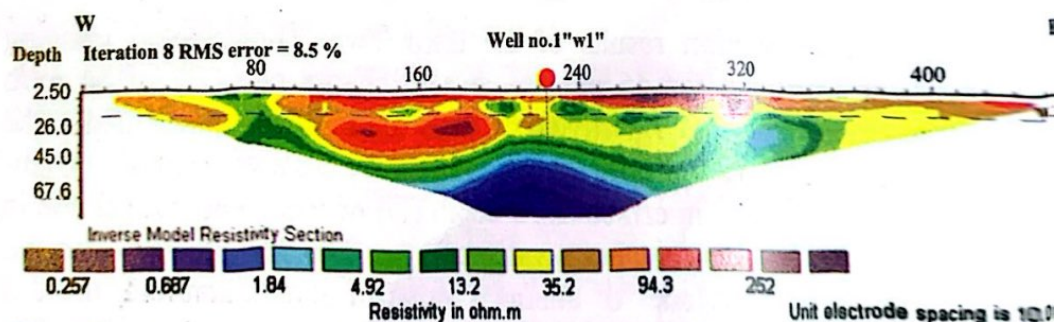 W
Depth Iteration 8 RMS error = 8.5 %
Well no.1"w1"
80 160 240 320 400
2.50
26.0
45.0
67.6
Inverse Model Resistivity Section
0.257 0.687 1.84 4.92 13.2 35.2 94.3 252
Resistivity in ohm.m
Unit electrode spacing is